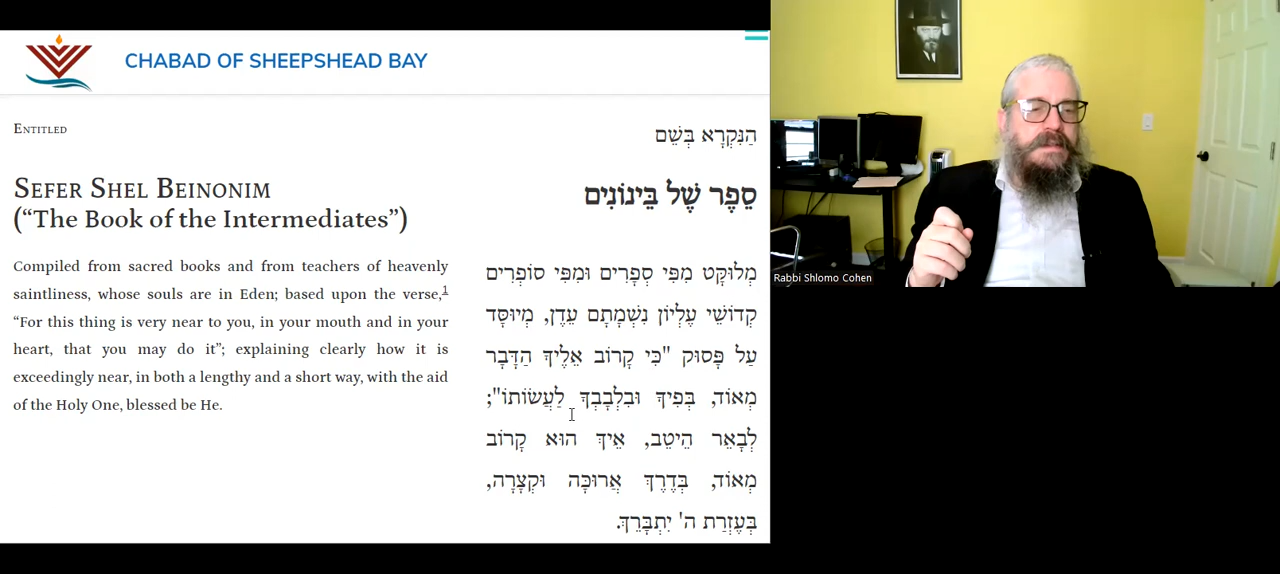 CHABAD OF SHEEPSHEAD BAY
Entitled
Sefer Shel Beinonim
(“The Book of the Intermediates”)
Compiled from sacred books and from teachers of heavenly
saintliness, whose souls are in Eden; based upon the verse,1
“For this thing is very near to you, in your mouth and in your
heart, that you may do it”; explaining clearly how it is
exceedingly near, in both a lengthy and a short way, with the aid
of the Holy One, blessed be He.
הַנִּקְרָא בְּשֵׁם
סֵפֶר שֶׁל בֵּינוֹנִים
מְלוּקָּט מִפִּי סְפָרִים וּמִפִּי סוֹפְרִים
קְדוֹשֵׁי עֶלְיוֹן נִשְׁמָתָם עֵדֶן, מְיוּסָּד
עַל פָּסוּק "כִּי קָרוֹב אֵלֶיךָ הַדָּבָר
מְאוֹד, בְּפִיךָ וּבִלְבָבְךָ לַעֲשׂוֹתוֹ";
לְבָאֵר הֵיטֵב, אֵיךְ הוּא קָרוֹב
מְאוֹד, בְּדֶרֶךְ אֲרוּכָּה וּקְצָרָה,
בְּעֶזְרַת ה' יִתְבָּרֵךְ.
Rabbi Shlomo Cohen